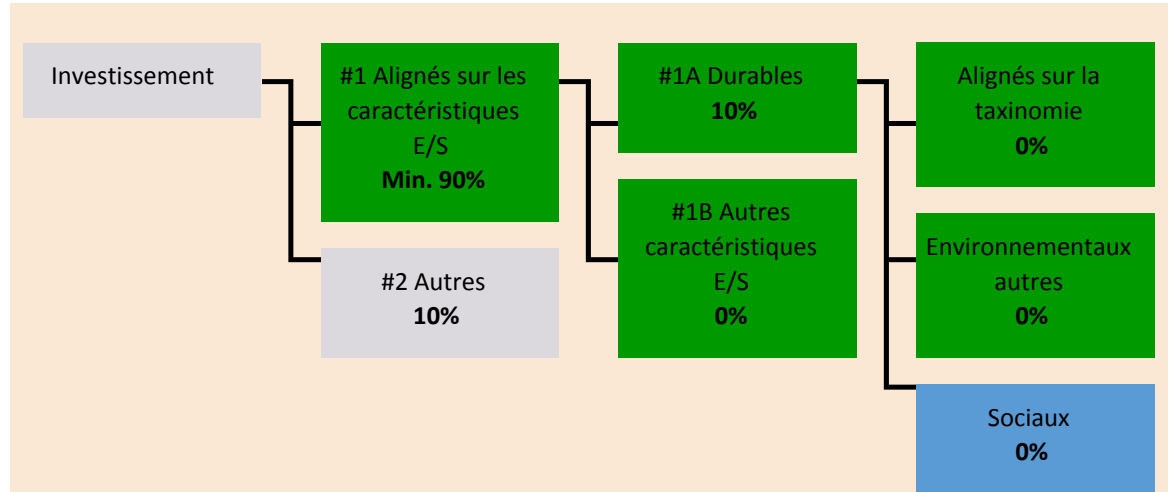 Investissement
#1 Alignés sur les
caractéristiques
E/S
Min. 90%
#2 Autres
10%
#1A Durables
10%
#1B Autres
caractéristiques
E/S
0%
Alignés sur la
taxinomie
0%
Environnementaux
autres
0%
Sociaux
0%